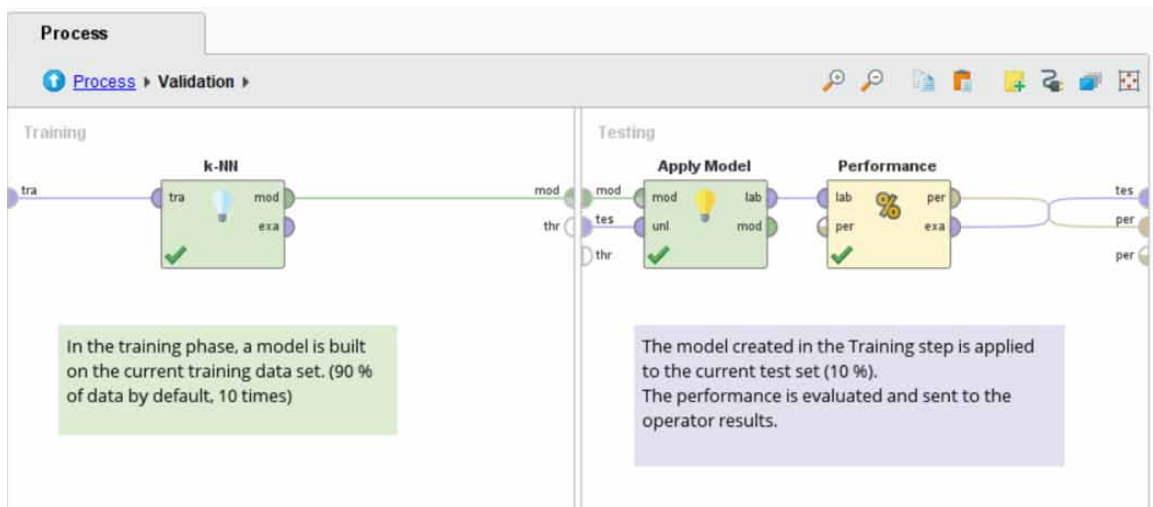 Process
Process ▸ Validation ▸
Training
Testing
k-NN
Apply Model
Performance
tra
tra
mod
exa
mod
thr
mod
tes
thr
mod
unl
lab
mod
lab
per
%
per
exa
tes
per
per
In the training phase, a model is built
on the current training data set. (90 %
of data by default, 10 times)
The model created in the Training step is applied
to the current test set (10 %).
The performance is evaluated and sent to the
operator results.